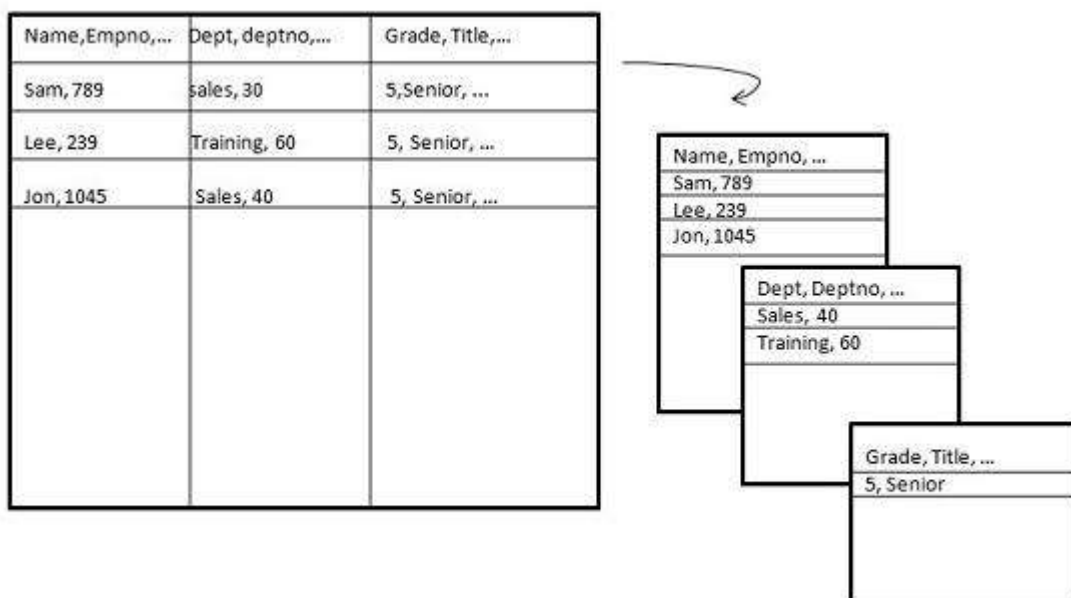 Name,Empno,... Dept, deptno,... Grade, Title,...
Sam, 789 sales, 30 5,Senior, ...
Lee, 239 Training, 60 5, Senior, ...
Jon, 1045 Sales, 40 5, Senior, ...
Name, Empno, ...
Sam, 789
Lee, 239
Jon, 1045
Dept, Deptno, ...
Sales, 40
Training, 60
Grade, Title, ...
5, Senior